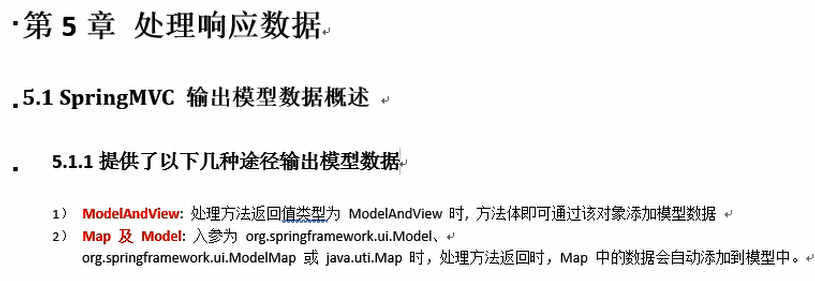 第 5 章 处理响应数据
5.1 SpringMVC 输出模型数据概述
5.1.1 提供了以下几种途径输出模型数据
1) ModelAndView: 处理方法返回值类型为 ModelAndView 时, 方法体即可通过该对象添加模型数据
2) Map 及 Model: 入参为 org.springframework.ui.Model、
org.springframework.ui.ModelMap 或 java.uti.Map 时，处理方法返回时，Map 中的数据会自动添加到模型中。